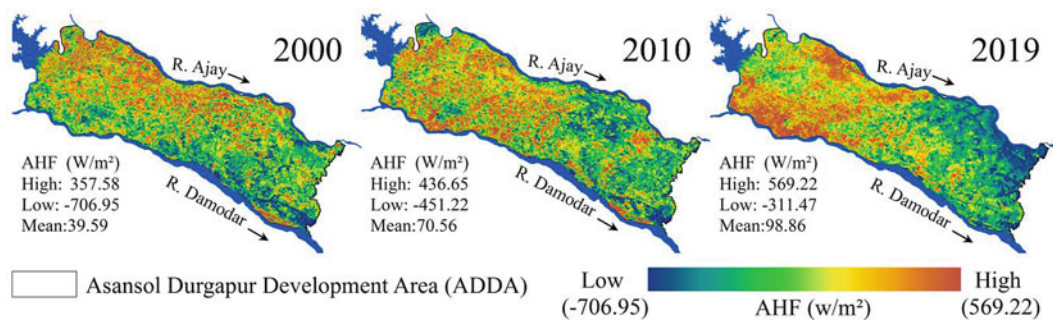 2000
R. Ajay
AHF (W/m²)
High: 357.58
Low: -706.95
Mean:39.59
R. Damodar
2010
R. Ajay
AHF (W/m²)
High: 436.65
Low: -451.22
Mean:70.56
R. Damodar
2019
R. Ajay
AHF (W/m²)
High: 569.22
Low: -311.47
Mean:98.86
R. Damodar
Asansol Durgapur Development Area (ADDA)
Low
(-706.95)
AHF (w/m²)
High
(569.22)